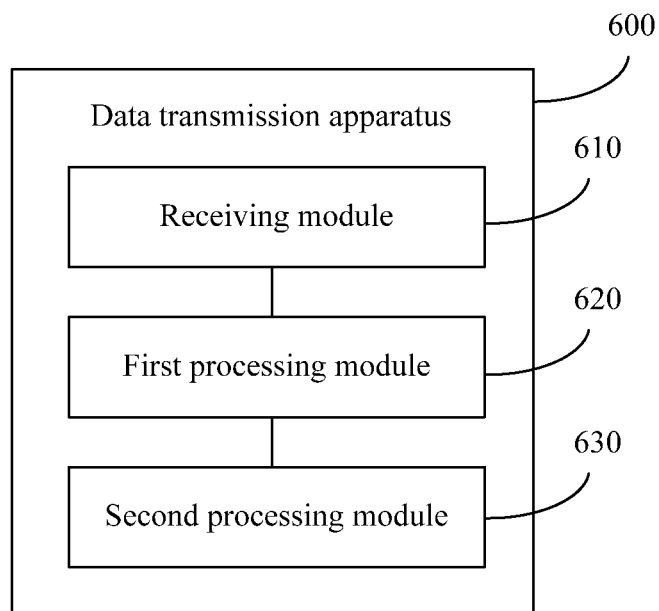 600
Data transmission apparatus
610
Receiving module
620
First processing module
630
Second processing module